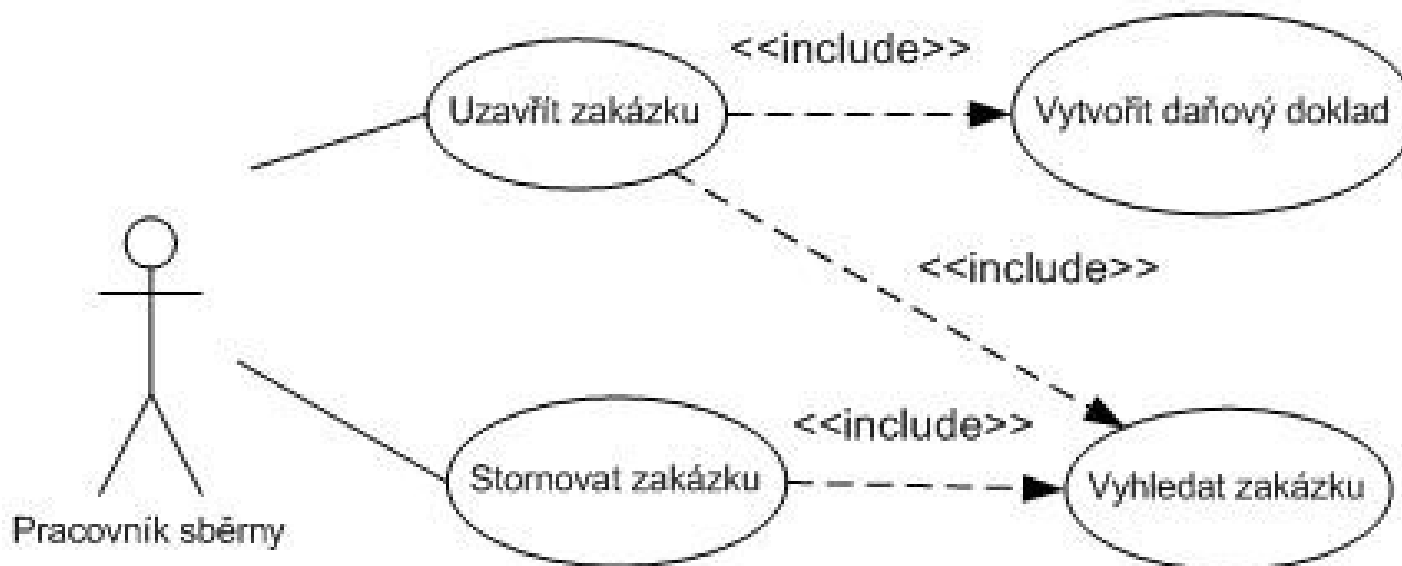 <<include>>
Uzavřít zakázku
Vytvořit daňový doklad
<<include>>
<<include>>
Stornovat zakázku
Vyhledat zakázku
Pracovník sběrny